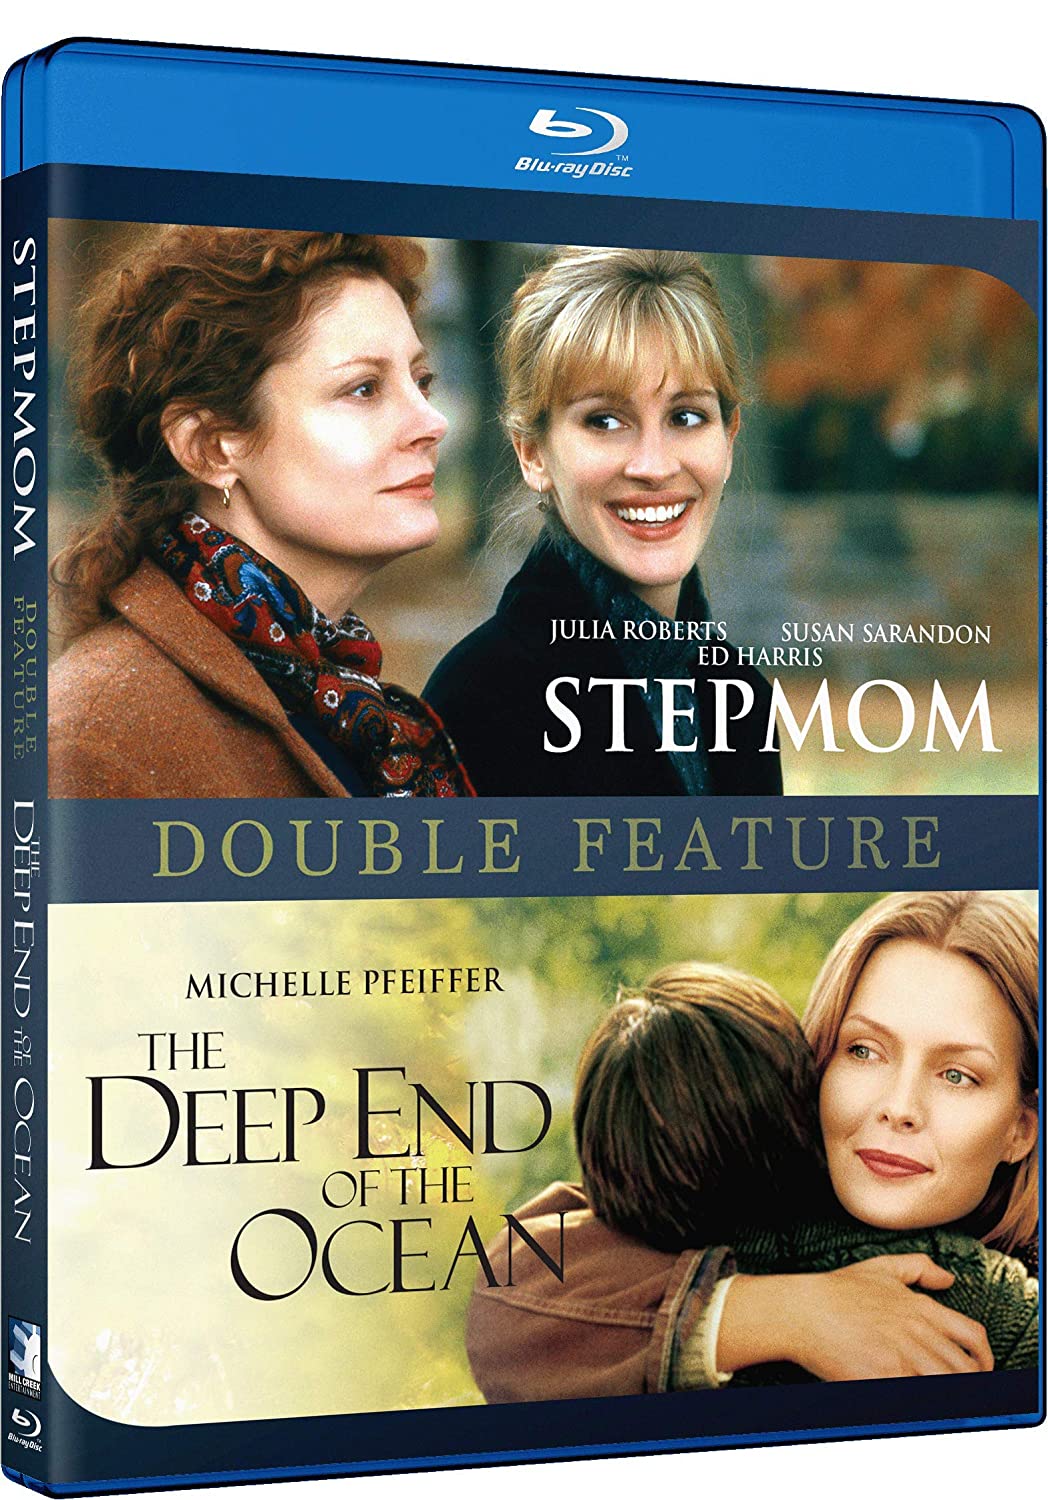 Blu-ray Disc™
JULIA ROBERTS SUSAN SARANDON
ED HARRIS
STEPMOM
DOUBLE FEATURE
MICHELLE PFEIFFER
THE
DEEP END
OF THE
OCEAN
STEPMOM
DOUBLE
FEATURE
THE
DEEP END OF THE OCEAN
MILL CREEK
ENTERTAINMENT
Blu-ray Disc